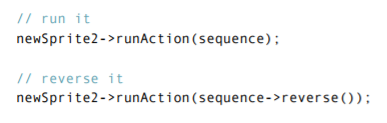 // run it
newSprite2->runAction(sequence);
// reverse it
newSprite2->runAction(sequence->reverse());